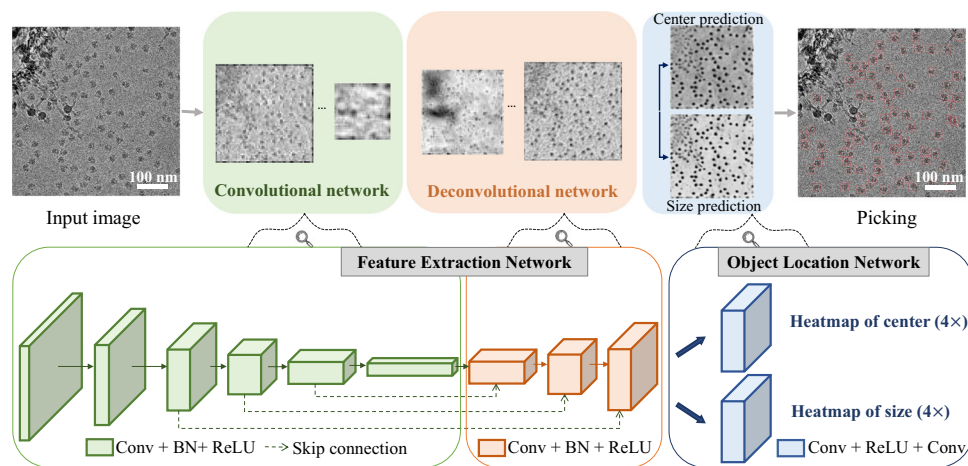 Center prediction
100 nm
...
...
100 nm
Convolutional network
Deconvolutional network
Size prediction
Input image
Picking
Feature Extraction Network
Object Location Network
Heatmap of center (4×)
Heatmap of size (4×)
Conv + BN+ ReLU
Skip connection
Conv + BN + ReLU
Conv + ReLU + Conv